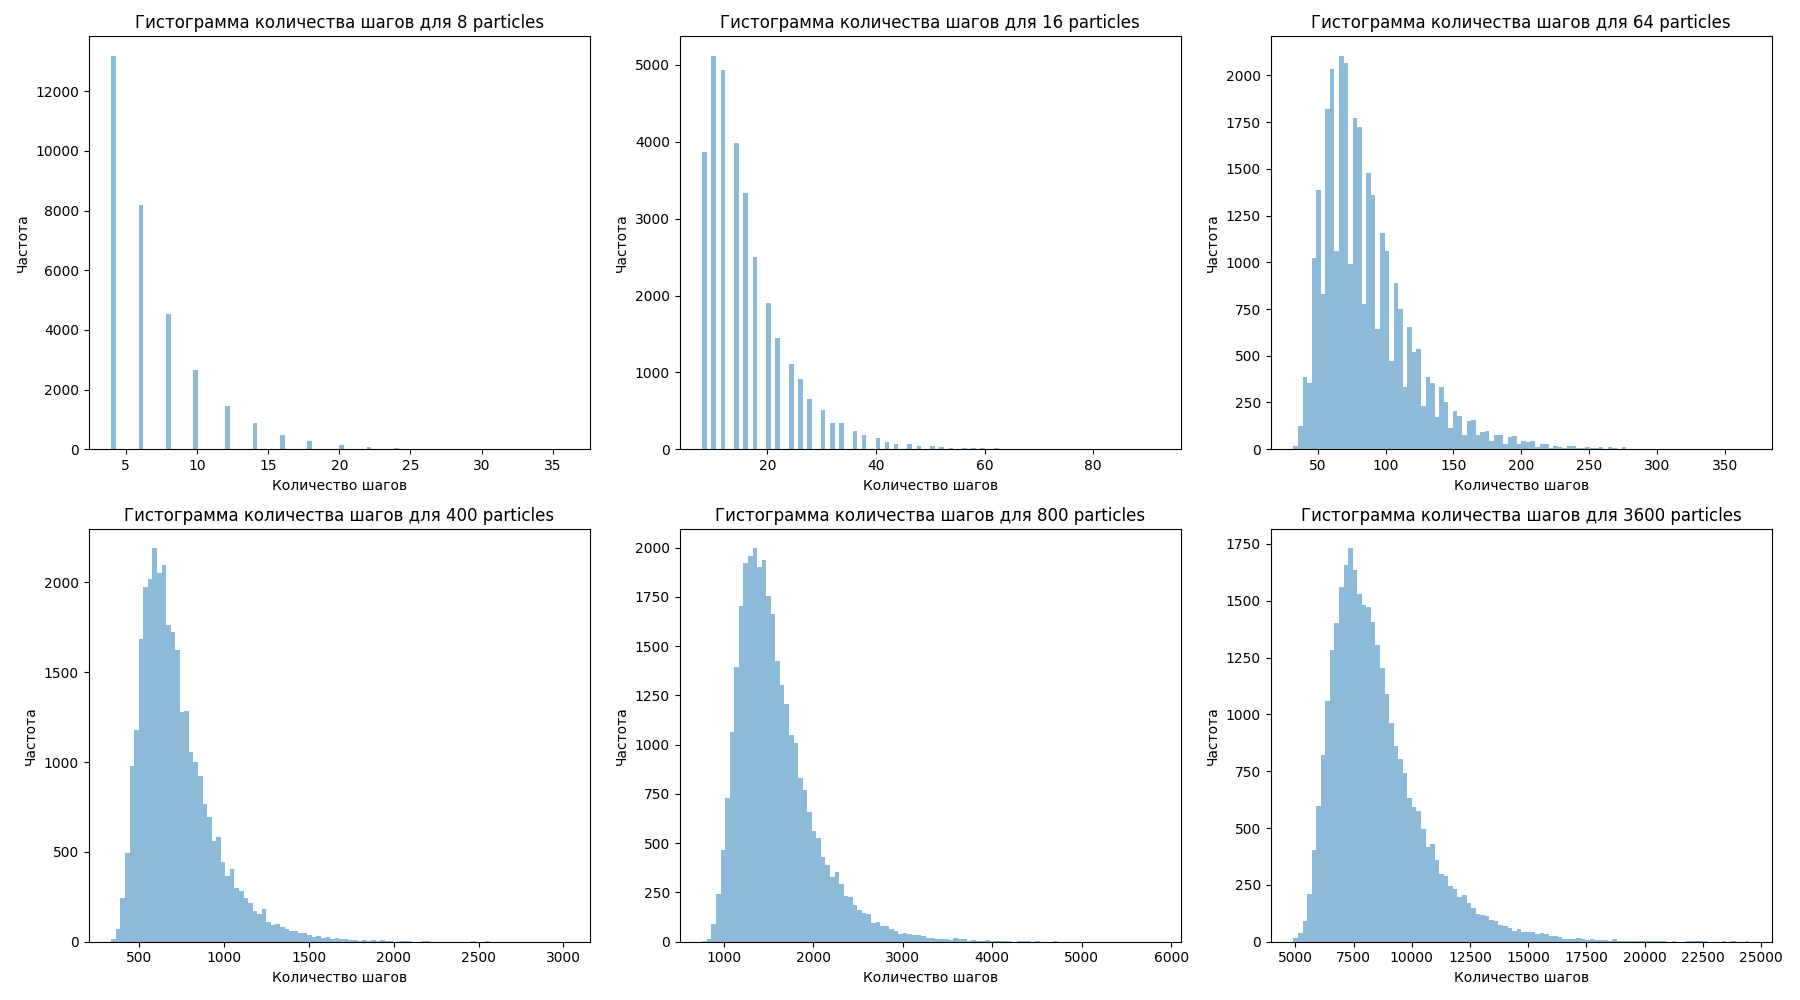 Гистограмма количества шагов для 8 particles
Частота
0
2000
4000
6000
8000
10000
12000
5 10 15 20 25 30 35
Количество шагов
Гистограмма количества шагов для 16 particles
Частота
0
1000
2000
3000
4000
5000
20 40 60 80
Количество шагов
Гистограмма количества шагов для 64 particles
Частота
0
250
500
750
1000
1250
1500
1750
2000
50 100 150 200 250 300 350
Количество шагов
Гистограмма количества шагов для 400 particles
Частота
0
500
1000
1500
2000
500 1000 1500 2000 2500 3000
Количество шагов
Гистограмма количества шагов для 800 particles
Частота
0
250
500
750
1000
1250
1500
1750
2000
1000 2000 3000 4000 5000 6000
Количество шагов
Гистограмма количества шагов для 3600 particles
Частота
0
250
500
750
1000
1250
1500
1750
5000 7500 10000 12500 15000 17500 20000 22500 25000
Количество шагов